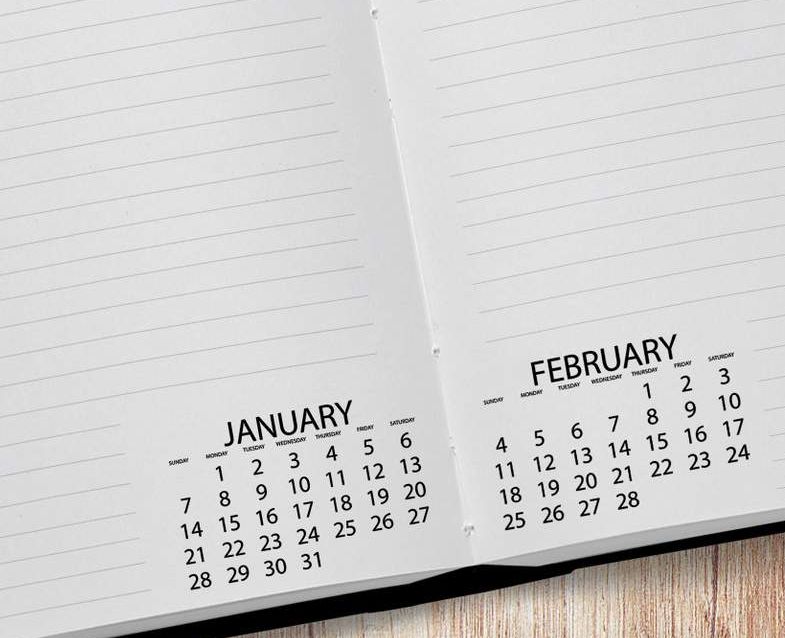 JANUARY
SUNDAY MONDAY TUESDAY WEDNESDAY THURSDAY FRIDAY SATURDAY
1 2 3 4 5 6
7 8 9 10 11 12 13
14 15 16 17 18 19 20
21 22 23 24 25 26 27
28 29 30 31
FEBRUARY
SUNDAY MONDAY TUESDAY WEDNESDAY THURSDAY FRIDAY SATURDAY
1 2 3
4 5 6 7 8 9 10
11 12 13 14 15 16 17
18 19 20 21 22 23 24
25 26 27 28